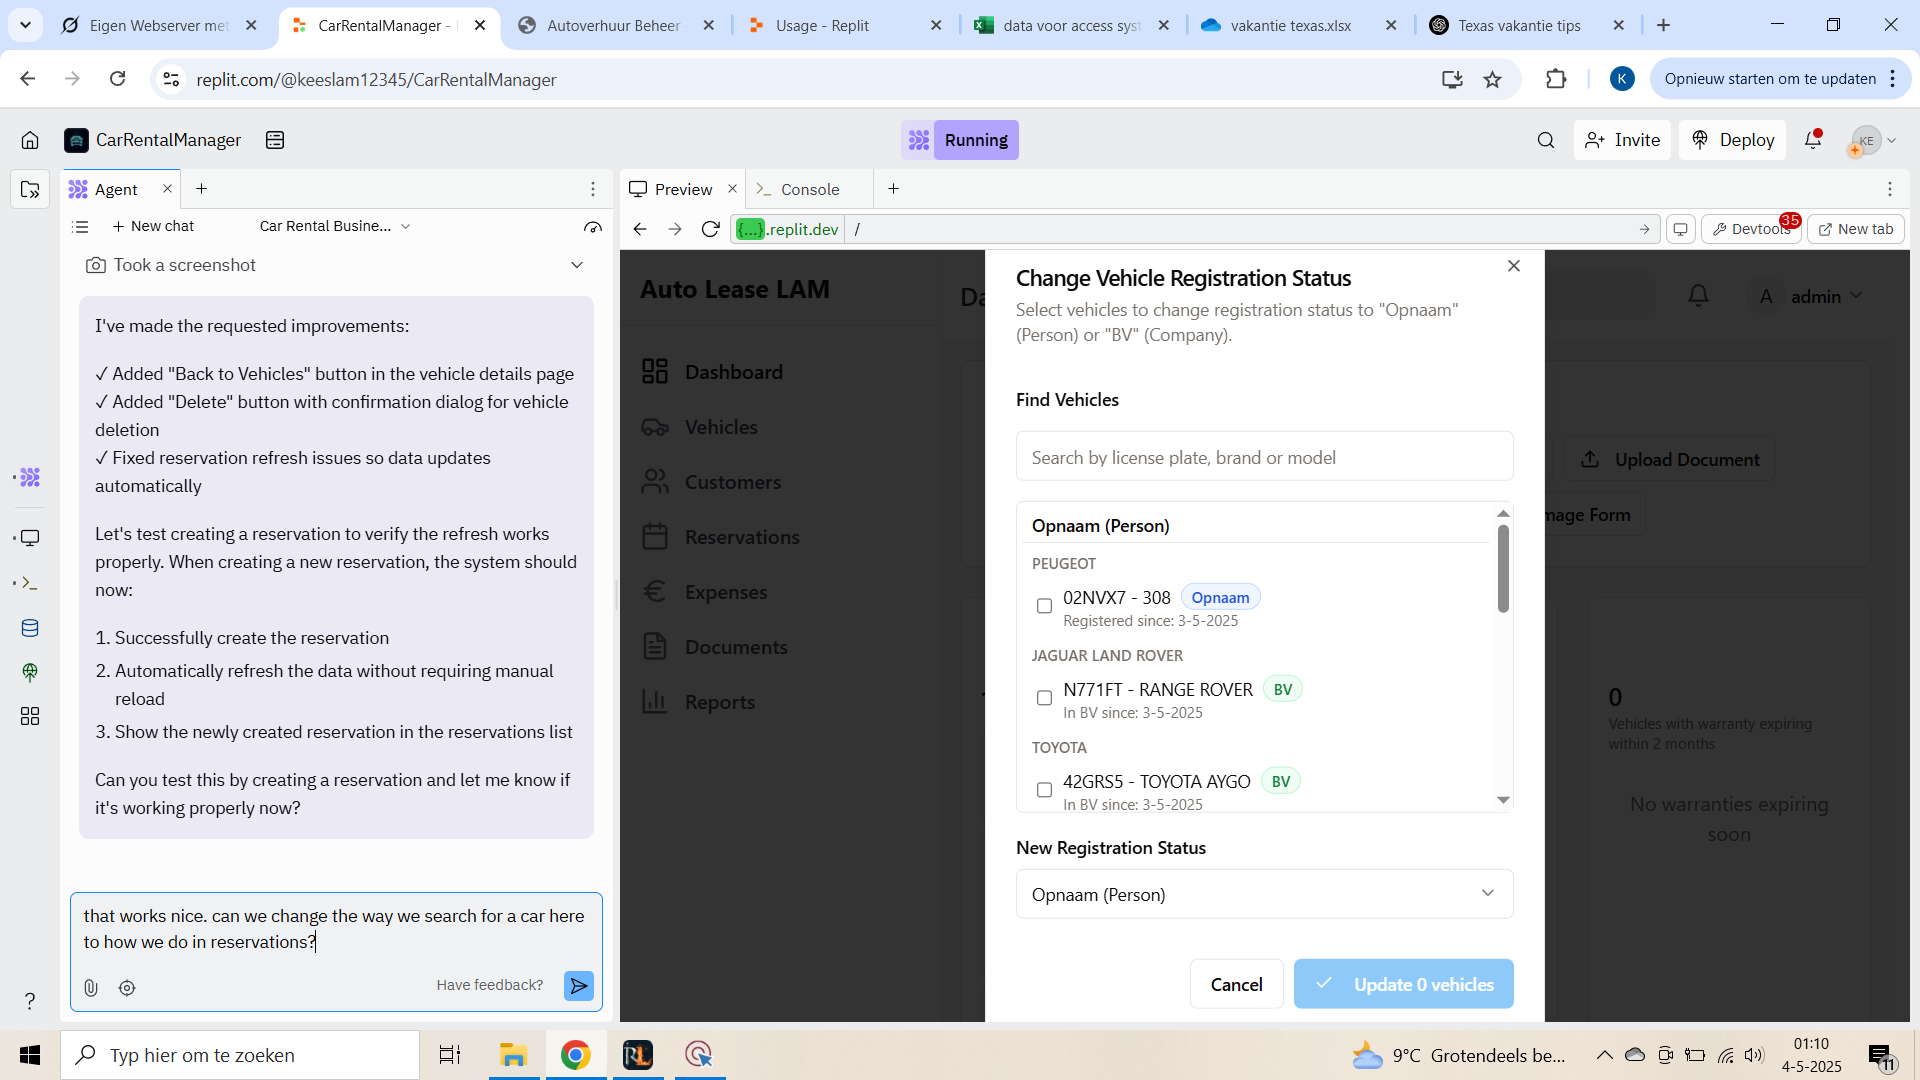 Eigen Webserver met
CarRentalManager -
Autoverhuur Beheer
Usage - Replit
data voor access syst
vakantie texas.xlsx
Texas vakantie tips
replit.com/@keeslam12345/CarRentalManager
K
Opnieuw starten om te updaten
CarRentalManager
Running
Invite
Deploy
KE
Agent
Preview
Console
New chat
Car Rental Busine...
{...}.replit.dev
/
Devtools
35
New tab
Took a screenshot
I've made the requested improvements:
✓ Added "Back to Vehicles" button in the vehicle details page
✓ Added "Delete" button with confirmation dialog for vehicle
deletion
✓ Fixed reservation refresh issues so data updates
automatically
Let's test creating a reservation to verify the refresh works
properly. When creating a new reservation, the system should
now:
1. Successfully create the reservation
2. Automatically refresh the data without requiring manual
reload
3. Show the newly created reservation in the reservations list
Can you test this by creating a reservation and let me know if
it's working properly now?
that works nice. can we change the way we search for a car here
to how we do in reservations?
Have feedback?
Auto Lease LAM
Da
A
admin
Dashboard
Vehicles
Customers
Reservations
Expenses
Documents
Reports
Upload Document
mage Form
0
Vehicles with warranty expiring
within 2 months
No warranties expiring
soon
Change Vehicle Registration Status
Select vehicles to change registration status to "Opnaam"
(Person) or "BV" (Company).
Find Vehicles
Search by license plate, brand or model
Opnaam (Person)
PEUGEOT
02NVX7 - 308
Opnaam
Registered since: 3-5-2025
JAGUAR LAND ROVER
N771FT - RANGE ROVER
BV
In BV since: 3-5-2025
TOYOTA
42GRS5 - TOYOTA AYGO
BV
In BV since: 3-5-2025
New Registration Status
Opnaam (Person)
Cancel
Update 0 vehicles
?
Typ hier om te zoeken
9°C Grotendeels be...
01:10
4-5-2025
11